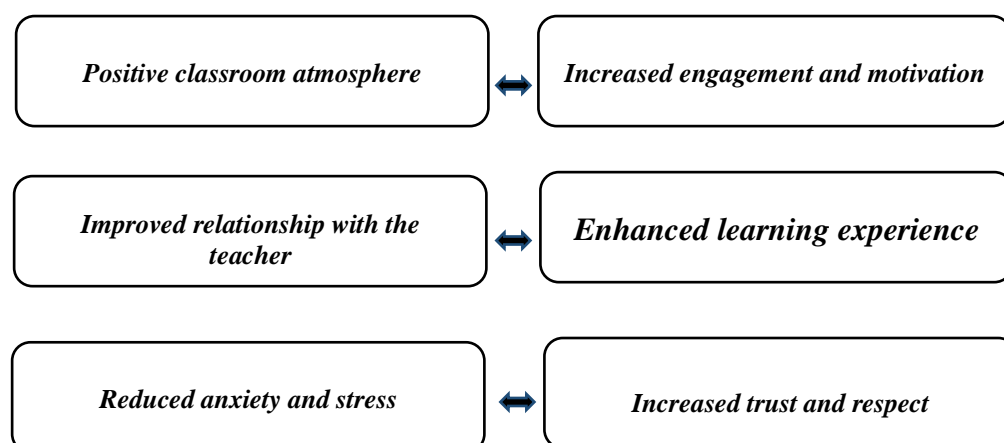 Positive classroom atmosphere
Increased engagement and motivation
Improved relationship with the
teacher
Enhanced learning experience
Reduced anxiety and stress
Increased trust and respect